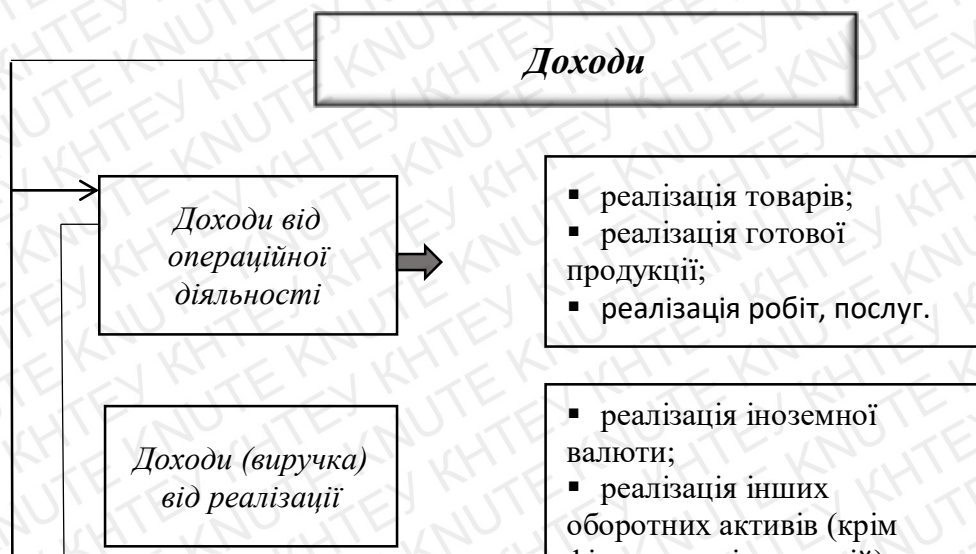 Доходи
Доходи від
операційної
діяльності
▪ реалізація товарів;
▪ реалізація готової
продукції;
▪ реалізація робіт, послуг.
Доходи (виручка)
від реалізації
▪ реалізація іноземної
валюти;
▪ реалізація інших
оборотних активів (крім